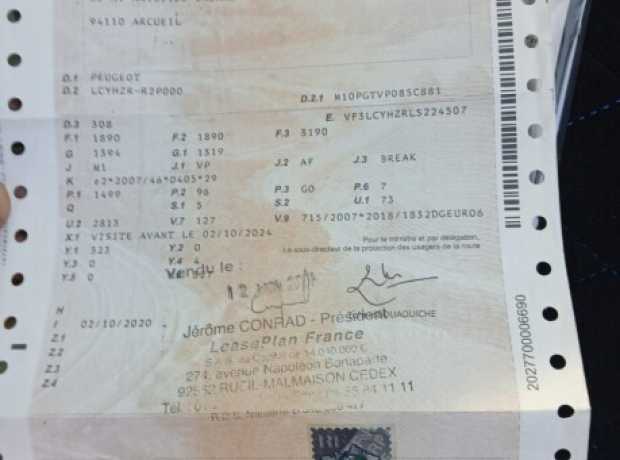 94110 ARCUEIL
D.1 PEUGEOT
D.2 LCYHZR-R2P000
D.2.1 M10PGTVP085C881
E. VF3LCYHZRLS224507
D.3 308
F.1 1890 F.2 1890 F.3 3190
G 1394 G.1 1319
J M1 J.1 VP J.2 AF J.3 BREAK
K e2*2007/46*0405*29
P.1 1499 P.2 96 P.3 GO P.6 7
Q S.1 5 S.2 U.1 73
U.2 2813 V.7 127 V.9 715/2007*2018/1832DGEURO6
X.1 VISITE AVANT LE 02/10/2024
Pour le ministre et par délégation,
Le sous-directeur de la protection des usagers de la route
Y.1 323 Y.2 0
Y.3 0 Y.4 4
Y.5 0
Vendu le :
H
I 02/10/2020
Z.1
Z.2
Z.3
Z.4
Jérôme CONRAD - Président
LeasePlan France
274, avenue Napoléon Bonaparte
92562 RUEIL-MALMAISON CEDEX
Tél :
2027700006690